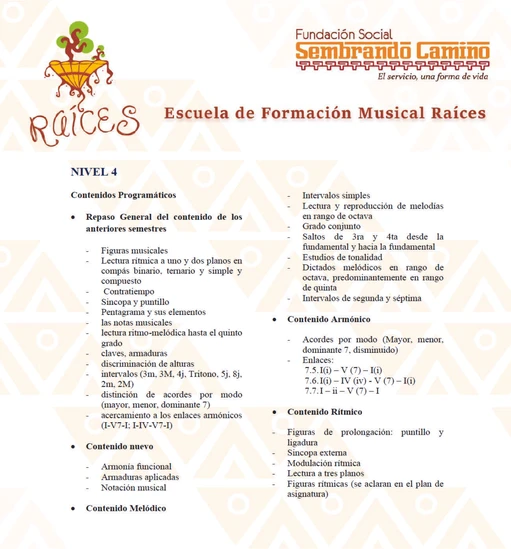 RAÍCES
Fundación Social
Sembrando Camino
El servicio, una forma de vida
Escuela de Formación Musical Raíces
NIVEL 4
Contenidos Programáticos
• Repaso General del contenido de los
anteriores semestres
- Figuras musicales
- Lectura rítmica a uno y dos planos en
compás binario, ternario y simple y
compuesto
- Contratiempo
- Sincopa y puntillo
- Pentagrama y sus elementos
- las notas musicales
- lectura ritmo-melódica hasta el quinto
grado
- claves, armaduras
- discriminación de alturas
- intervalos (3m, 3M, 4j, Tritono, 5j, 8j,
2m, 2M)
- distinción de acordes por modo
(mayor, menor, dominante 7)
- acercamiento a los enlaces armónicos
(I-V7-I; I-IV-V7-I)
• Contenido nuevo
- Armonía funcional
- Armaduras aplicadas
- Notación musical
• Contenido Melódico
- Intervalos simples
- Lectura y reproducción de melodías
en rango de octava
- Grado conjunto
- Saltos de 3ra y 4ta desde la
fundamental y hacia la fundamental
- Estudios de tonalidad
- Dictados melódicos en rango de
octava, predominantemente en rango
de quinta
- Intervalos de segunda y séptima
• Contenido Armónico
- Acordes por modo (Mayor, menor,
dominante 7, disminuido)
- Enlaces:
7.5.I(i) – V (7) – I(i)
7.6.I(i) – IV (iv) - V (7) – I(i)
7.7.I – ii – V (7) – I
• Contenido Rítmico
- Figuras de prolongación: puntillo y
ligadura
- Sincopa externa
- Modulación rítmica
- Lectura a tres planos
- Figuras rítmicas (se aclaran en el plan de
asignatura)